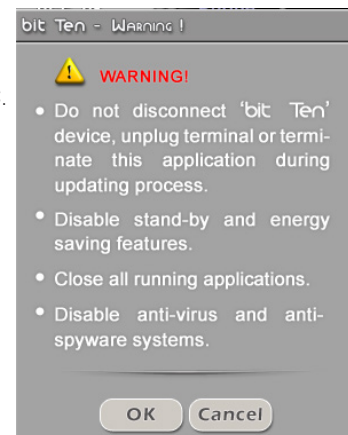 bit Ten - Warning !
WARNING!
• Do not disconnect 'bit Ten'
device, unplug terminal or termi-
nate this application during
updating process.
• Disable stand-by and energy
saving features.
• Close all running applications.
• Disable anti-virus and anti-
spyware systems.
OK Cancel